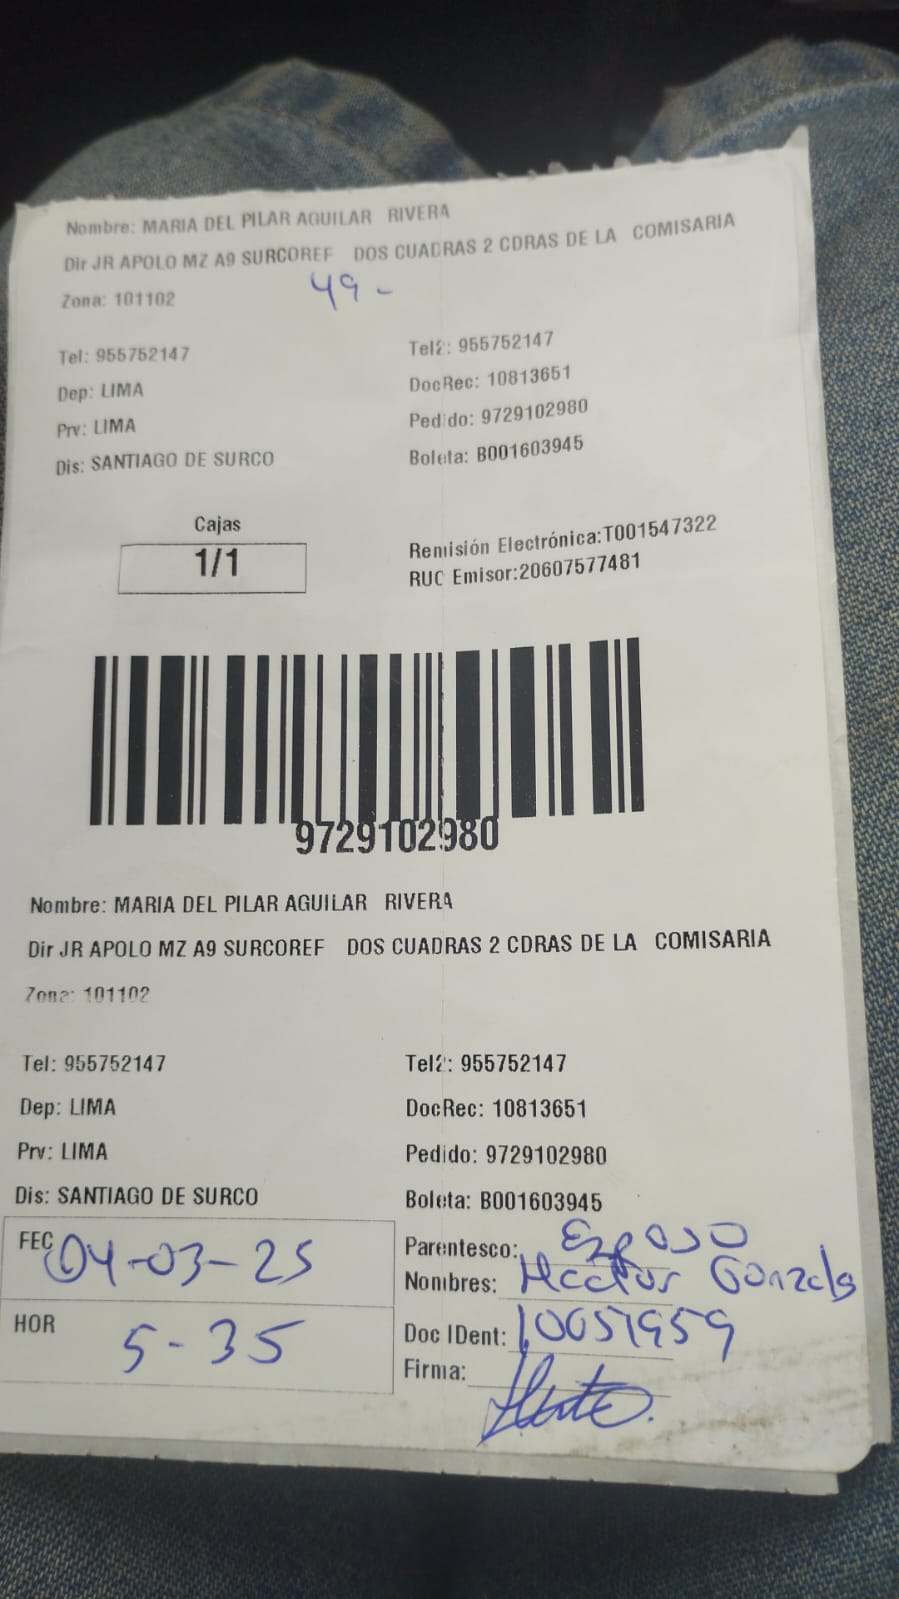 Nombre: MARIA DEL PILAR AGUILAR RIVERA
Dir JR APOLO MZ A9 SURCOREF DOS CUADRAS 2 CDRAS DE LA COMISARIA
Zona: 101102
49-
Tel: 955752147 Tel2: 955752147
Dep: LIMA DocRec: 10813651
Prv: LIMA Pedido: 9729102980
Dis: SANTIAGO DE SURCO Boleta: B001603945
Cajas
1/1
Remisión Electrónica:T001547322
RUC Emisor:20607577481
9729102980
Nombre: MARIA DEL PILAR AGUILAR RIVERA
Dir JR APOLO MZ A9 SURCOREF DOS CUADRAS 2 CDRAS DE LA COMISARIA
Zona: 101102
Tel: 955752147 Tel2: 955752147
Dep: LIMA DocRec: 10813651
Prv: LIMA Pedido: 9729102980
Dis: SANTIAGO DE SURCO Boleta: B001603945
FEC 04-03-25
Parentesco: Esposo
Nombres:
HOR 5-35
Doc IDent: 10051959
Firma: